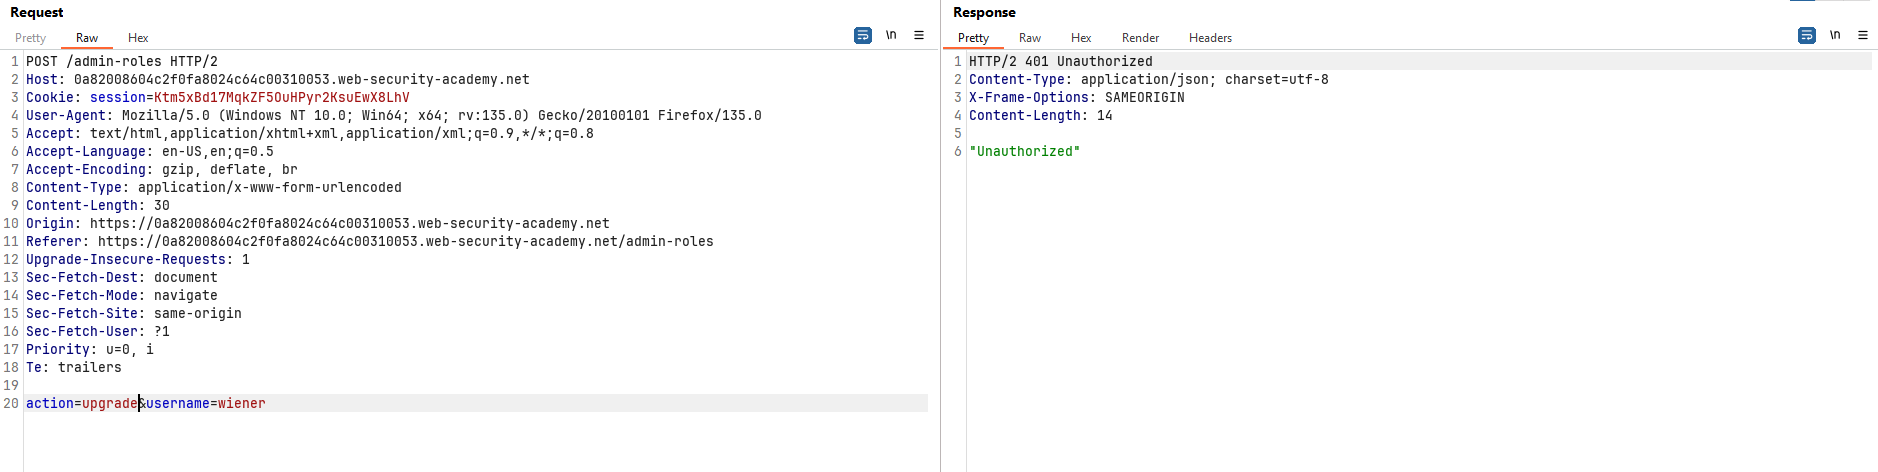 Request
Pretty Raw Hex
\n
1 POST /admin-roles HTTP/2
2 Host: 0a82008604c2f0fa8024c64c00310053.web-security-academy.net
3 Cookie: session=Ktm5xBd17MqkZF5OuHPyr2KsuEwX8LhV
4 User-Agent: Mozilla/5.0 (Windows NT 10.0; Win64; x64; rv:135.0) Gecko/20100101 Firefox/135.0
5 Accept: text/html,application/xhtml+xml,application/xml;q=0.9,*/*;q=0.8
6 Accept-Language: en-US,en;q=0.5
7 Accept-Encoding: gzip, deflate, br
8 Content-Type: application/x-www-form-urlencoded
9 Content-Length: 30
10 Origin: https://0a82008604c2f0fa8024c64c00310053.web-security-academy.net
11 Referer: https://0a82008604c2f0fa8024c64c00310053.web-security-academy.net/admin-roles
12 Upgrade-Insecure-Requests: 1
13 Sec-Fetch-Dest: document
14 Sec-Fetch-Mode: navigate
15 Sec-Fetch-Site: same-origin
16 Sec-Fetch-User: ?1
17 Priority: u=0, i
18 Te: trailers
19
20 action=upgrade&username=wiener
Response
Pretty Raw Hex Render Headers
\n
1 HTTP/2 401 Unauthorized
2 Content-Type: application/json; charset=utf-8
3 X-Frame-Options: SAMEORIGIN
4 Content-Length: 14
5
6 "Unauthorized"